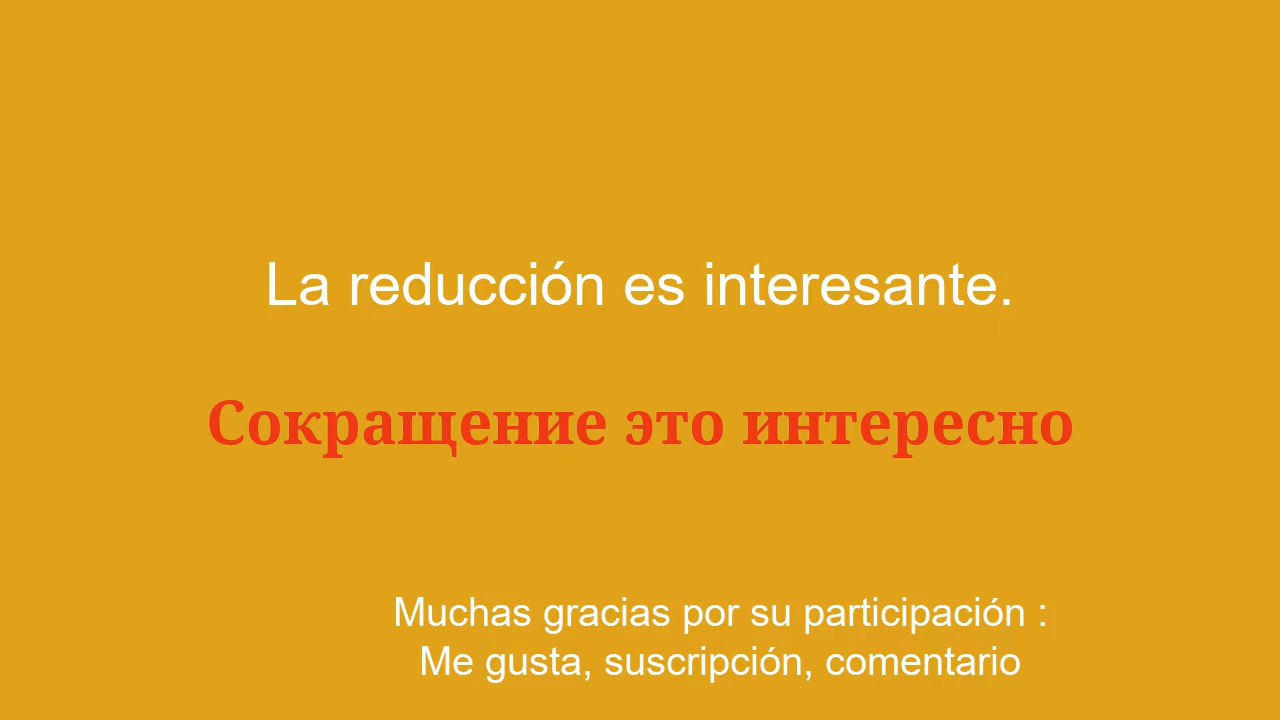 La reducción es interesante.
Сокращение это интересно
Muchas gracias por su participación :
Me gusta, suscripción, comentario